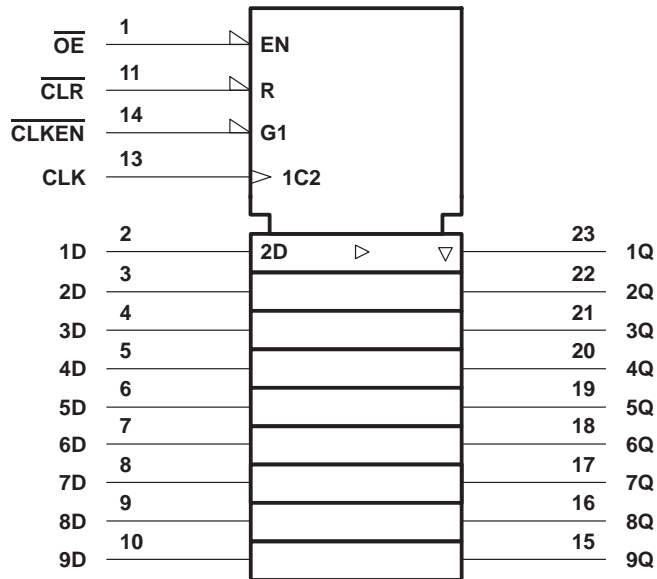 1
OE EN
11
CLR R
14
CLKEN G1
13
CLK 1C2
2 23
1D 2D 1Q
3 22
2D 2Q
4 21
3D 3Q
5 20
4D 4Q
6 19
5D 5Q
7 18
6D 6Q
8 17
7D 7Q
9 16
8D 8Q
10 15
9D 9Q